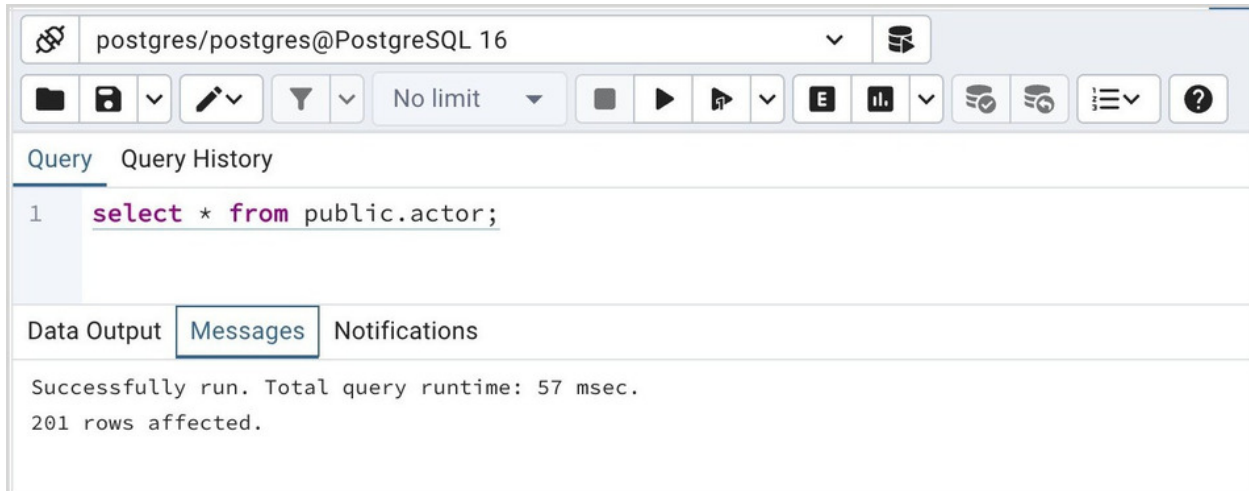 postgres/postgres@PostgreSQL 16
No limit
E
Query Query History
1 select * from public.actor;
Data Output Messages Notifications
Successfully run. Total query runtime: 57 msec.
201 rows affected.